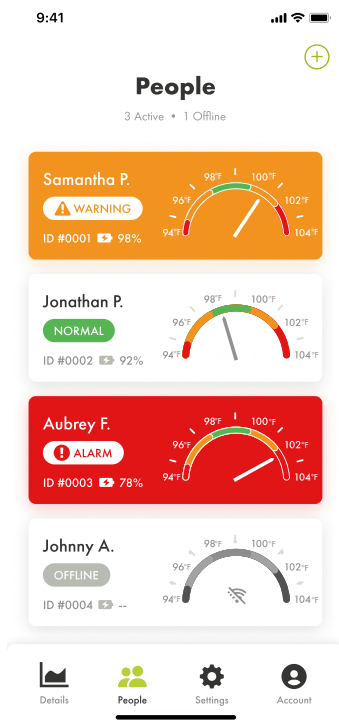 9:41
People
3 Active • 1 Offline
Samantha P.
WARNING
ID #0001 98%
94°F 96°F 98°F 100°F 102°F 104°F
Jonathan P.
NORMAL
ID #0002 92%
94°F 96°F 98°F 100°F 102°F 104°F
Aubrey F.
ALARM
ID #0003 78%
94°F 96°F 98°F 100°F 102°F 104°F
Johnny A.
OFFLINE
ID #0004 --
94°F 96°F 98°F 100°F 102°F 104°F
Details People Settings Account